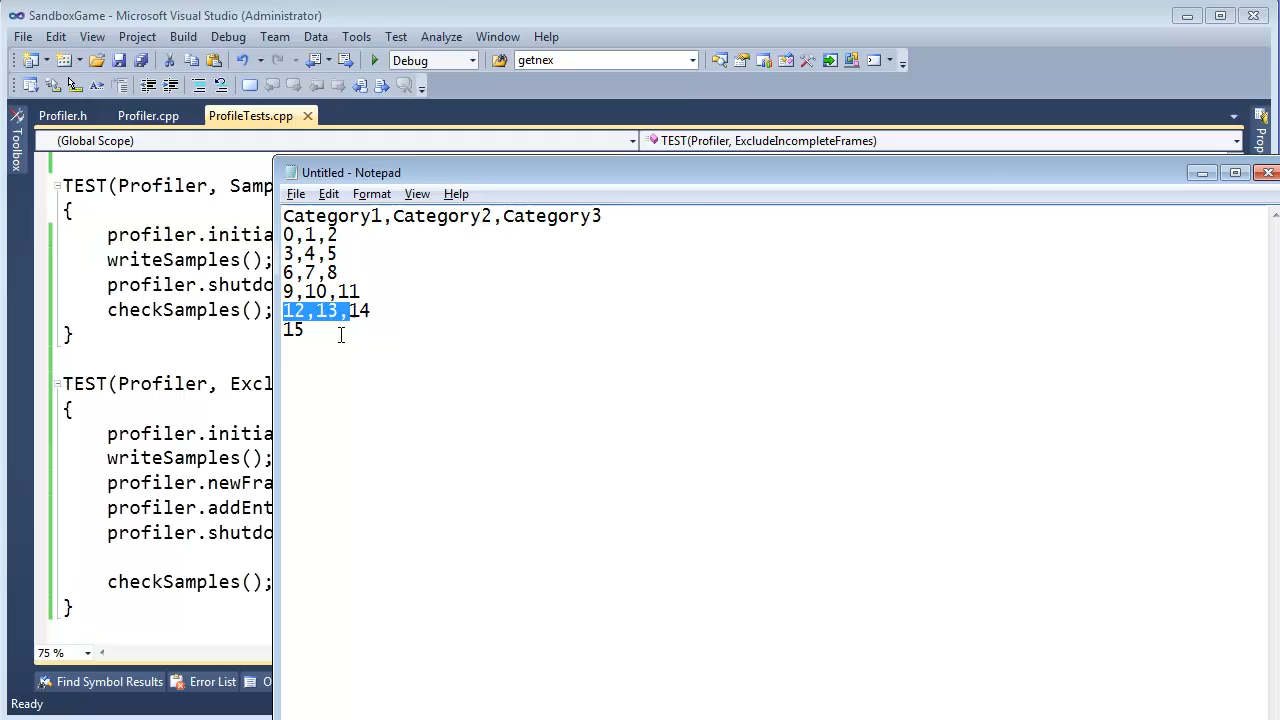 SandboxGame - Microsoft Visual Studio (Administrator)
File Edit View Project Build Debug Team Data Tools Test Analyze Window Help
Debug getnex
Profiler.h Profiler.cpp ProfileTests.cpp
(Global Scope) TEST(Profiler, ExcludeIncompleteFrames)
Toolbox
Prop
TEST(Profiler, Samp
{
profiler.initia
writeSamples();
profiler.shutdo
checkSamples();
}
TEST(Profiler, Excl
{
profiler.initia
writeSamples();
profiler.newFra
profiler.addEnt
profiler.shutdo
checkSamples();
}
75 %
Find Symbol Results Error List O
Ready
Untitled - Notepad
File Edit Format View Help
Category1,Category2,Category3
0,1,2
3,4,5
6,7,8
9,10,11
12,13,14
15